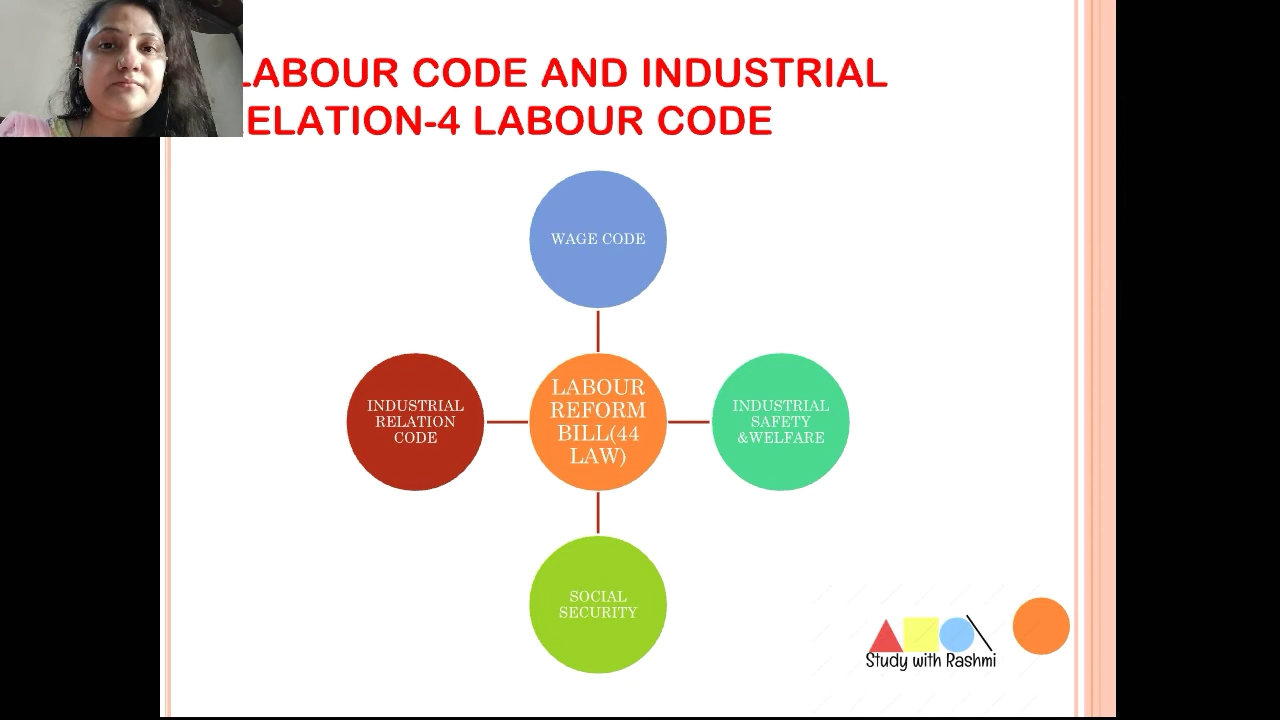 LABOUR CODE AND INDUSTRIAL
ELATION-4 LABOUR CODE
WAGE CODE
INDUSTRIAL
RELATION
CODE
LABOUR
REFORM
BILL(44
LAW)
INDUSTRIAL
SAFETY
&WELFARE
SOCIAL
SECURITY
Study with Rashmi